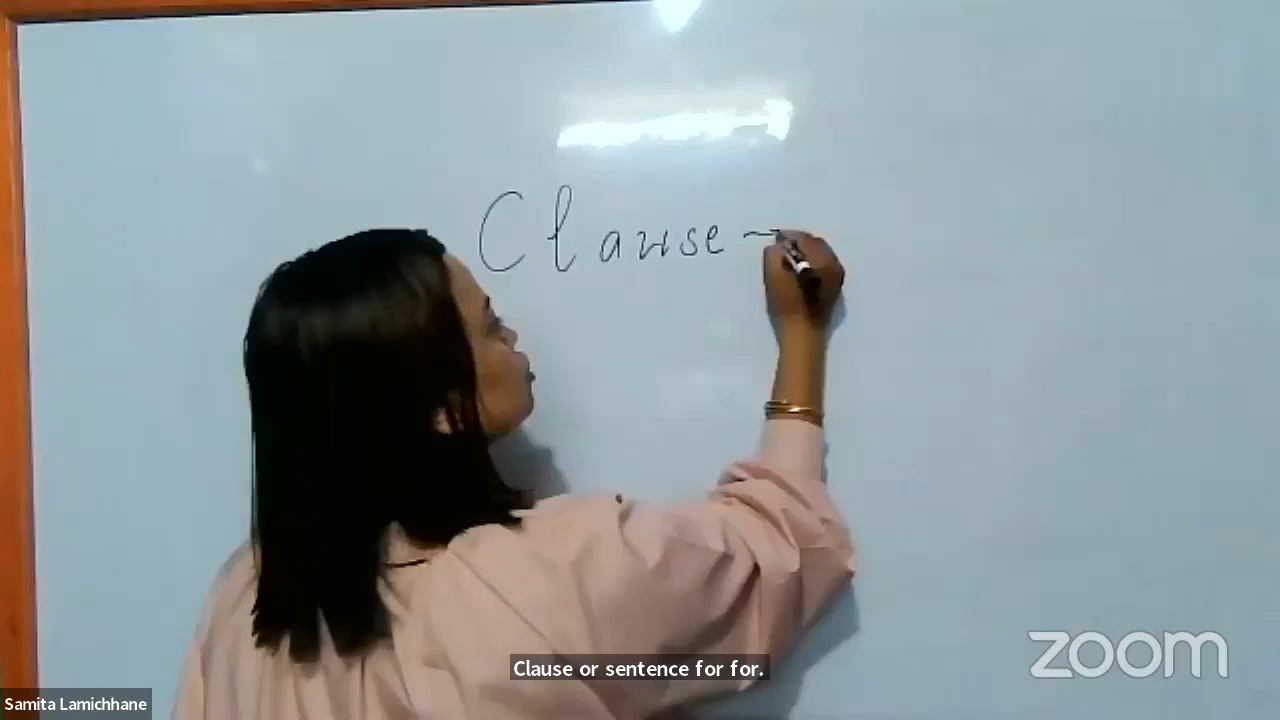 Clause →
Clause or sentence for for.
zoom
Samita Lamichhane